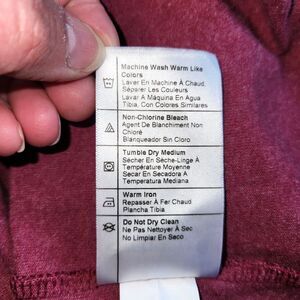 Machine Wash Warm Like
Colors
Laver En Machine À Chaud,
Séparer Les Couleurs
Lavar A Máquina En Agua
Tibia, Con Colores Similares
Non-Chlorine Bleach
Agent De Blanchiment Non
Chloré
Blanqueador Sin Cloro
Tumble Dry Medium
Sécher En Sèche-Linge À
Température Moyenne
Secar En Secadora A
Temperatura Mediana
Warm Iron
Repasser À Fer Chaud
Plancha Tibia
Do Not Dry Clean
Ne Pas Nettoyer À Sec
No Limpiar En Seco